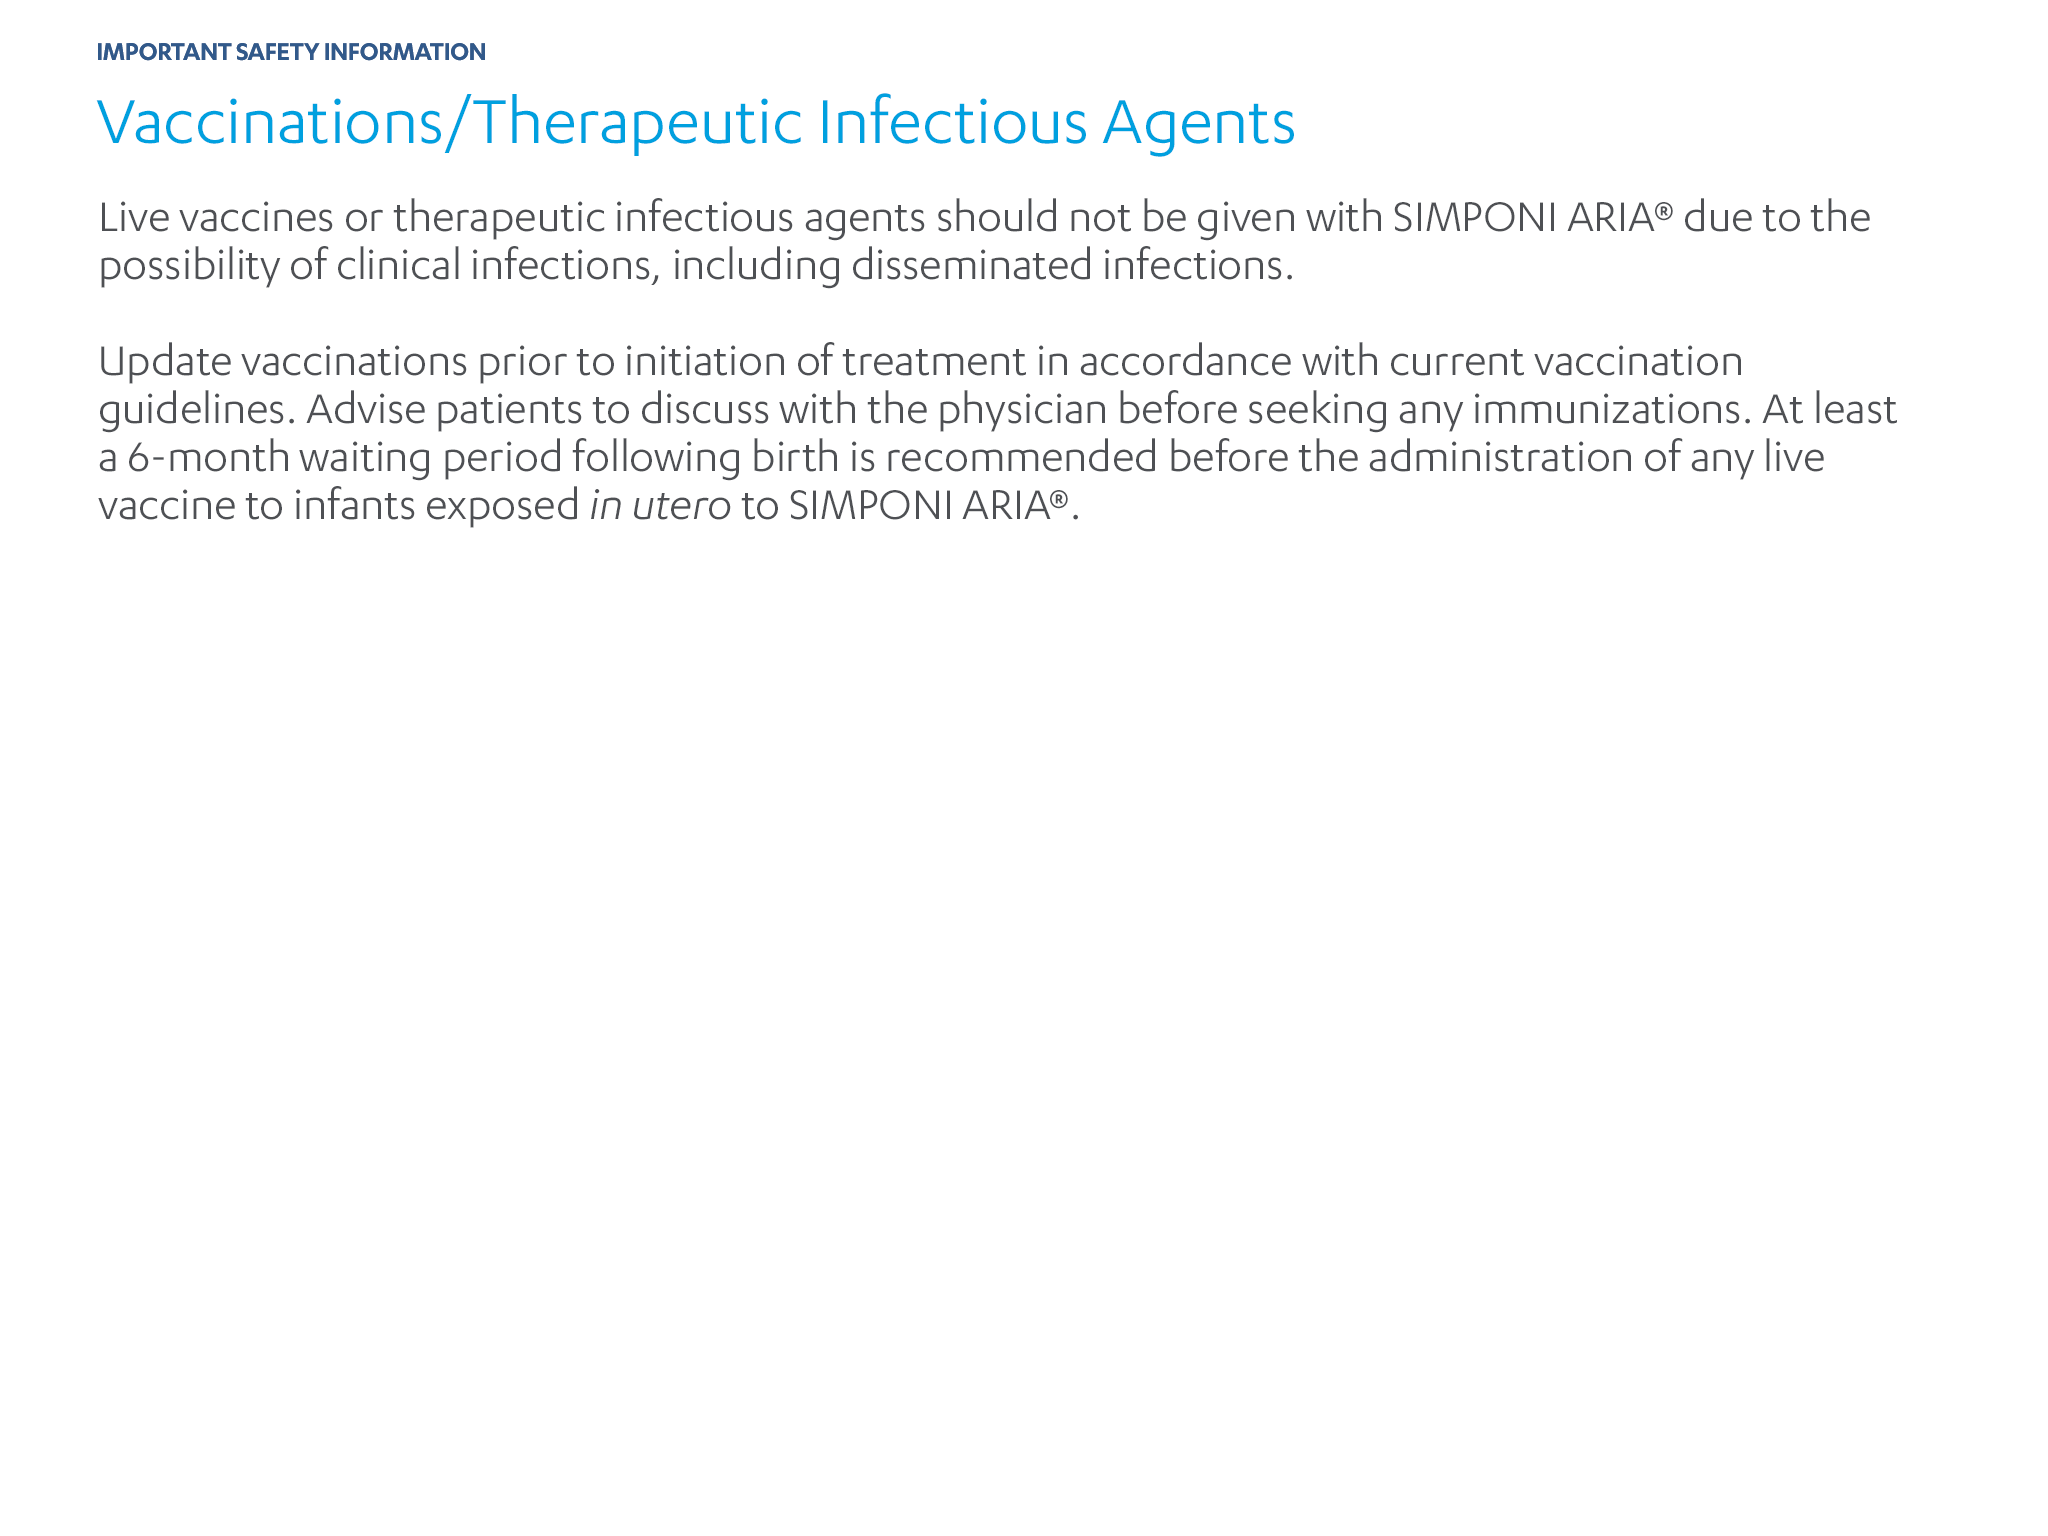 IMPORTANT SAFETY INFORMATION
Vaccinations/Therapeutic Infectious Agents
Live vaccines or therapeutic infectious agents should not be given with SIMPONI ARIA® due to the
possibility of clinical infections, including disseminated infections.
Update vaccinations prior to initiation of treatment in accordance with current vaccination
guidelines. Advise patients to discuss with the physician before seeking any immunizations. At least
a 6-month waiting period following birth is recommended before the administration of any live
vaccine to infants exposed in utero to SIMPONI ARIA®.